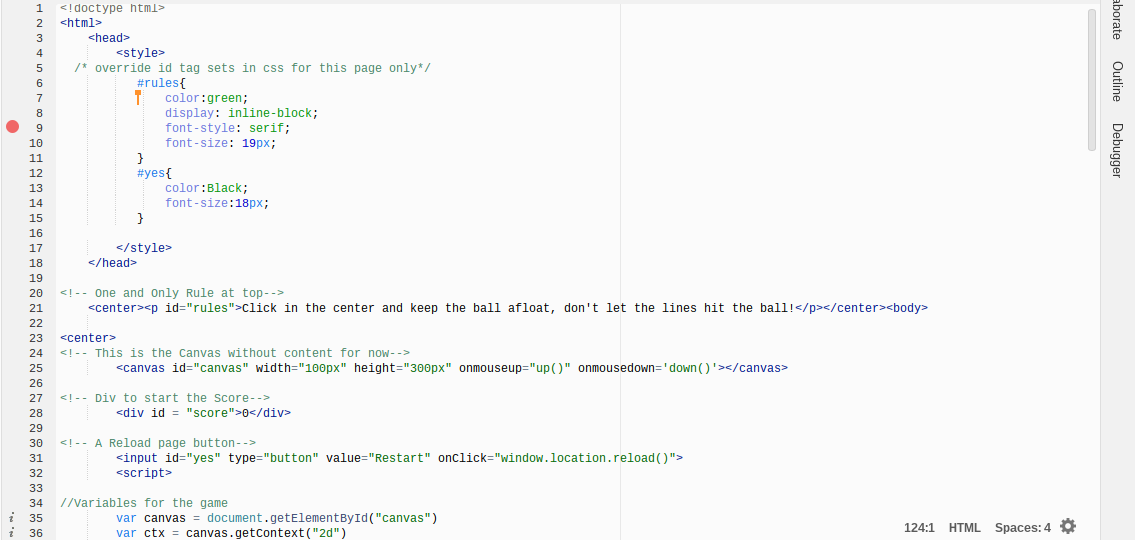 1 <!doctype html>
2 <html>
3 <head>
4 <style>
5 /* override id tag sets in css for this page only*/
6 #rules{
7 color:green;
8 display: inline-block;
9 font-style: serif;
10 font-size: 19px;
11 }
12 #yes{
13 color:Black;
14 font-size:18px;
15 }
16
17 </style>
18 </head>
19
20 <!-- One and Only Rule at top-->
21 <center><p id="rules">Click in the center and keep the ball afloat, don't let the lines hit the ball!</p></center><body>
22
23 <center>
24 <!-- This is the Canvas without content for now-->
25 <canvas id="canvas" width="100px" height="300px" onmouseup="up()" onmousedown='down()'></canvas>
26
27 <!-- Div to start the Score-->
28 <div id = "score">0</div>
29
30 <!-- A Reload page button-->
31 <input id="yes" type="button" value="Restart" onClick="window.location.reload()">
32 <script>
33
34 //Variables for the game
i 35 var canvas = document.getElementById("canvas")
i 36 var ctx = canvas.getContext("2d")
124:1 HTML Spaces: 4
aborate
Outline
Debugger